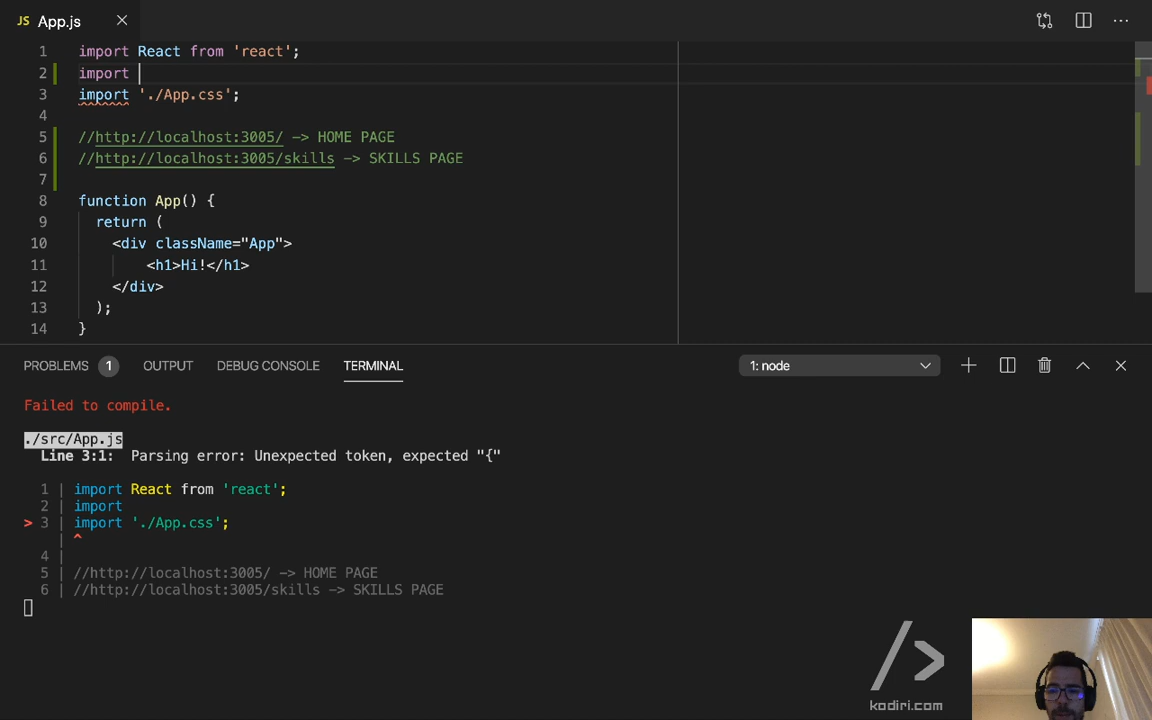 JS App.js
1 import React from 'react';
2 import
3 import './App.css';
4
5 //http://localhost:3005/ -> HOME PAGE
6 //http://localhost:3005/skills -> SKILLS PAGE
7
8 function App() {
9 return (
10 <div className="App">
11 <h1>Hi!</h1>
12 </div>
13 );
14 }
PROBLEMS 1 OUTPUT DEBUG CONSOLE TERMINAL 1: node
Failed to compile.
./src/App.js
Line 3:1: Parsing error: Unexpected token, expected "{"
1 | import React from 'react';
2 | import
> 3 | import './App.css';
| ^
4 |
5 | //http://localhost:3005/ -> HOME PAGE
6 | //http://localhost:3005/skills -> SKILLS PAGE
/>
kodiri.com